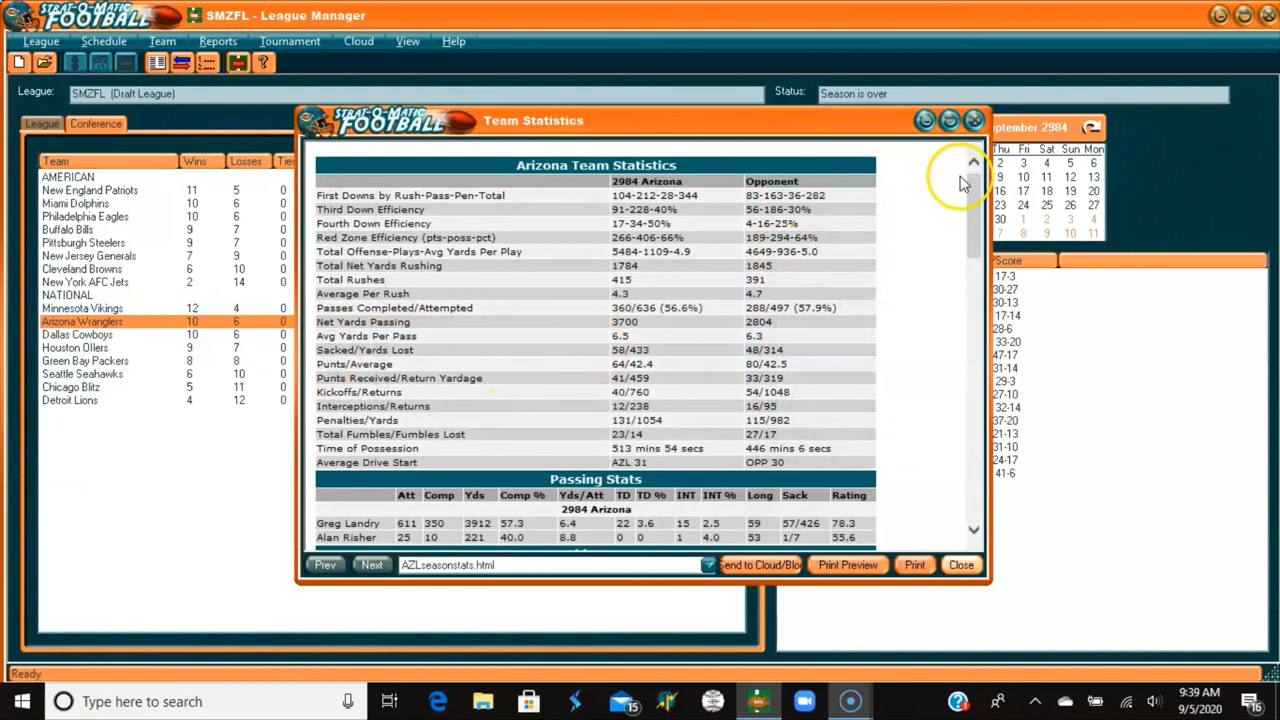 STRAT-O-MATIC FOOTBALL SMZFL - League Manager
League Schedule Team Reports Tournament Cloud View Help
League: SMZFL (Draft League) Status: Season is over
League Conference
Team Wins Losses Ties
AMERICAN
New England Patriots 11 5 0
Miami Dolphins 10 6 0
Philadelphia Eagles 10 6 0
Buffalo Bills 9 7 0
Pittsburgh Steelers 9 7 0
New Jersey Generals 7 9 0
Cleveland Browns 6 10 0
New York AFC Jets 2 14 0
NATIONAL
Minnesota Vikings 12 4 0
Arizona Wranglers 10 6 0
Dallas Cowboys 10 6 0
Houston Oilers 9 7 0
Green Bay Packers 8 8 0
Seattle Seahawks 6 10 0
Chicago Blitz 5 11 0
Detroit Lions 4 12 0
STRAT-O-MATIC FOOTBALL Team Statistics
Arizona Team Statistics
2984 Arizona Opponent
First Downs by Rush-Pass-Pen-Total 104-212-28-344 83-163-36-282
Third Down Efficiency 91-228-40% 56-186-30%
Fourth Down Efficiency 17-34-50% 4-16-25%
Red Zone Efficiency (pts-poss-pct) 266-406-66% 189-294-64%
Total Offense-Plays-Avg Yards Per Play 5484-1109-4.9 4649-936-5.0
Total Net Yards Rushing 1784 1845
Total Rushes 415 391
Average Per Rush 4.3 4.7
Passes Completed/Attempted 360/636 (56.6%) 288/497 (57.9%)
Net Yards Passing 3700 2804
Avg Yards Per Pass 6.5 6.3
Sacked/Yards Lost 58/433 48/314
Punts/Average 64/42.4 80/42.5
Punts Received/Return Yardage 41/459 33/319
Kickoffs/Returns 40/760 54/1048
Interceptions/Returns 12/238 16/95
Penalties/Yards 131/1054 115/982
Total Fumbles/Fumbles Lost 23/14 27/17
Time of Possession 513 mins 54 secs 446 mins 6 secs
Average Drive Start AZL 31 OPP 30
Passing Stats
Att Comp Yds Comp % Yds/Att TD TD % INT INT % Long Sack Rating
2984 Arizona
Greg Landry 611 350 3912 57.3 6.4 22 3.6 15 2.5 59 57/426 78.3
Alan Risher 25 10 221 40.0 8.8 0 0 1 4.0 53 1/7 55.6
Prev Next AZLseasonstats.html Send to Cloud/Blog Print Preview Print Close
eptember 2984
Thu Fri Sat Sun Mon
2 3 4 5 6
9 10 11 12 13
16 17 18 19 20
23 24 25 26 27
30 1 2 3 4
7 8 9 10 11
/Score
17-3
30-27
10-13
17-14
28-6
33-20
47-17
31-14
29-3
27-10
32-14
20-17
21-13
24-17
41-6
Ready
Type here to search
15
9:39 AM
9/5/2020
16